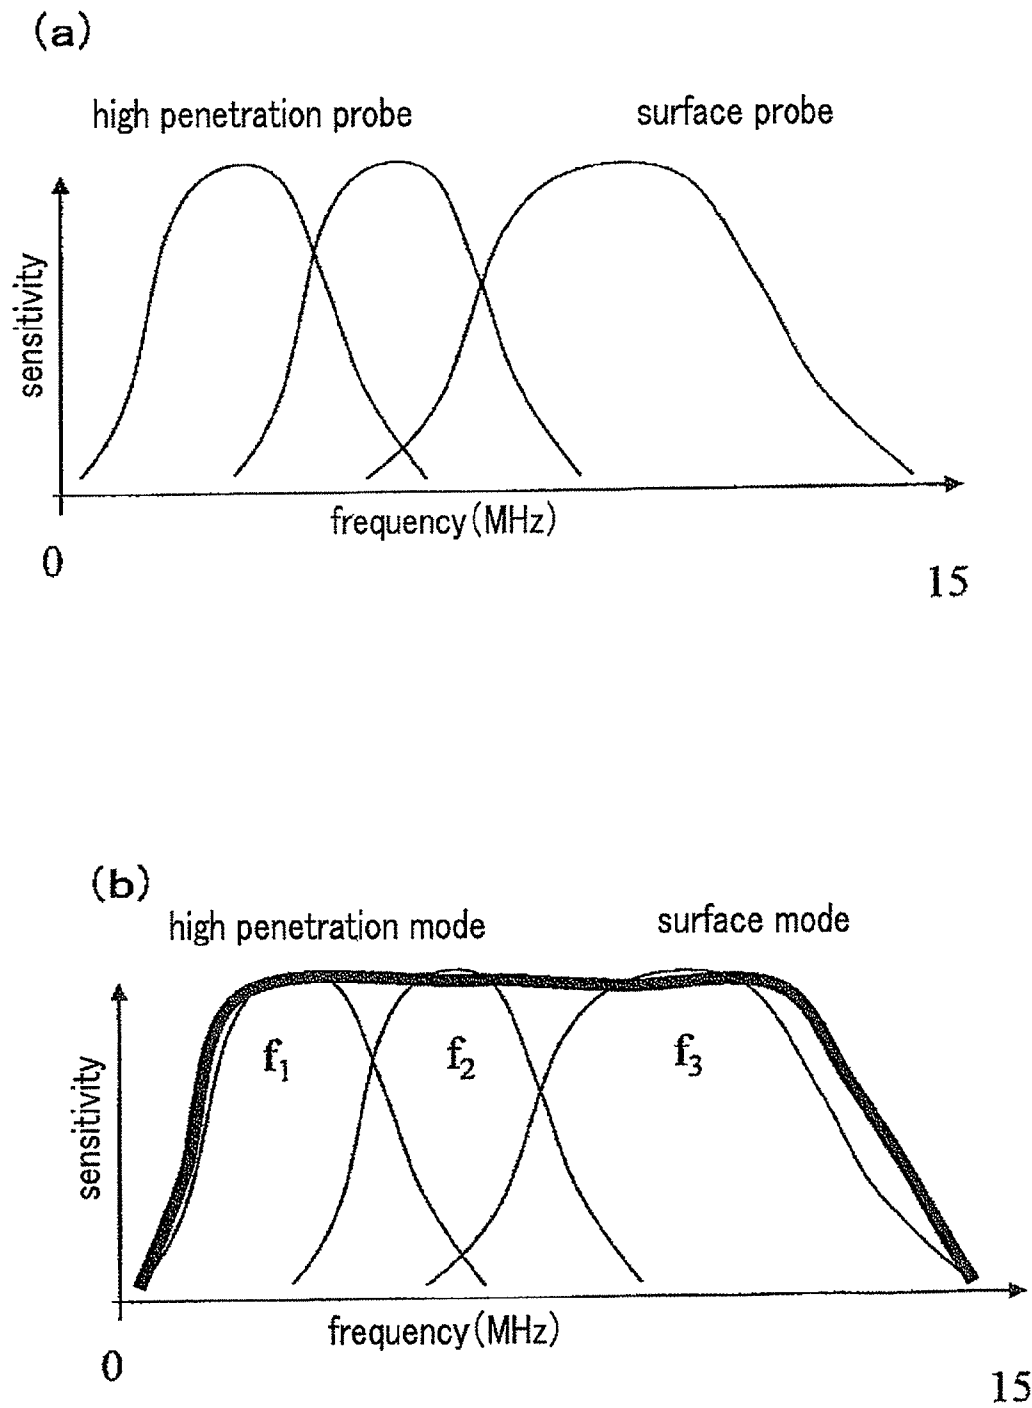 (a)
high penetration probe
surface probe
sensitivity
frequency(MHz)
0
15
(b)
high penetration mode
surface mode
f1
f2
f3
sensitivity
frequency(MHz)
0
15